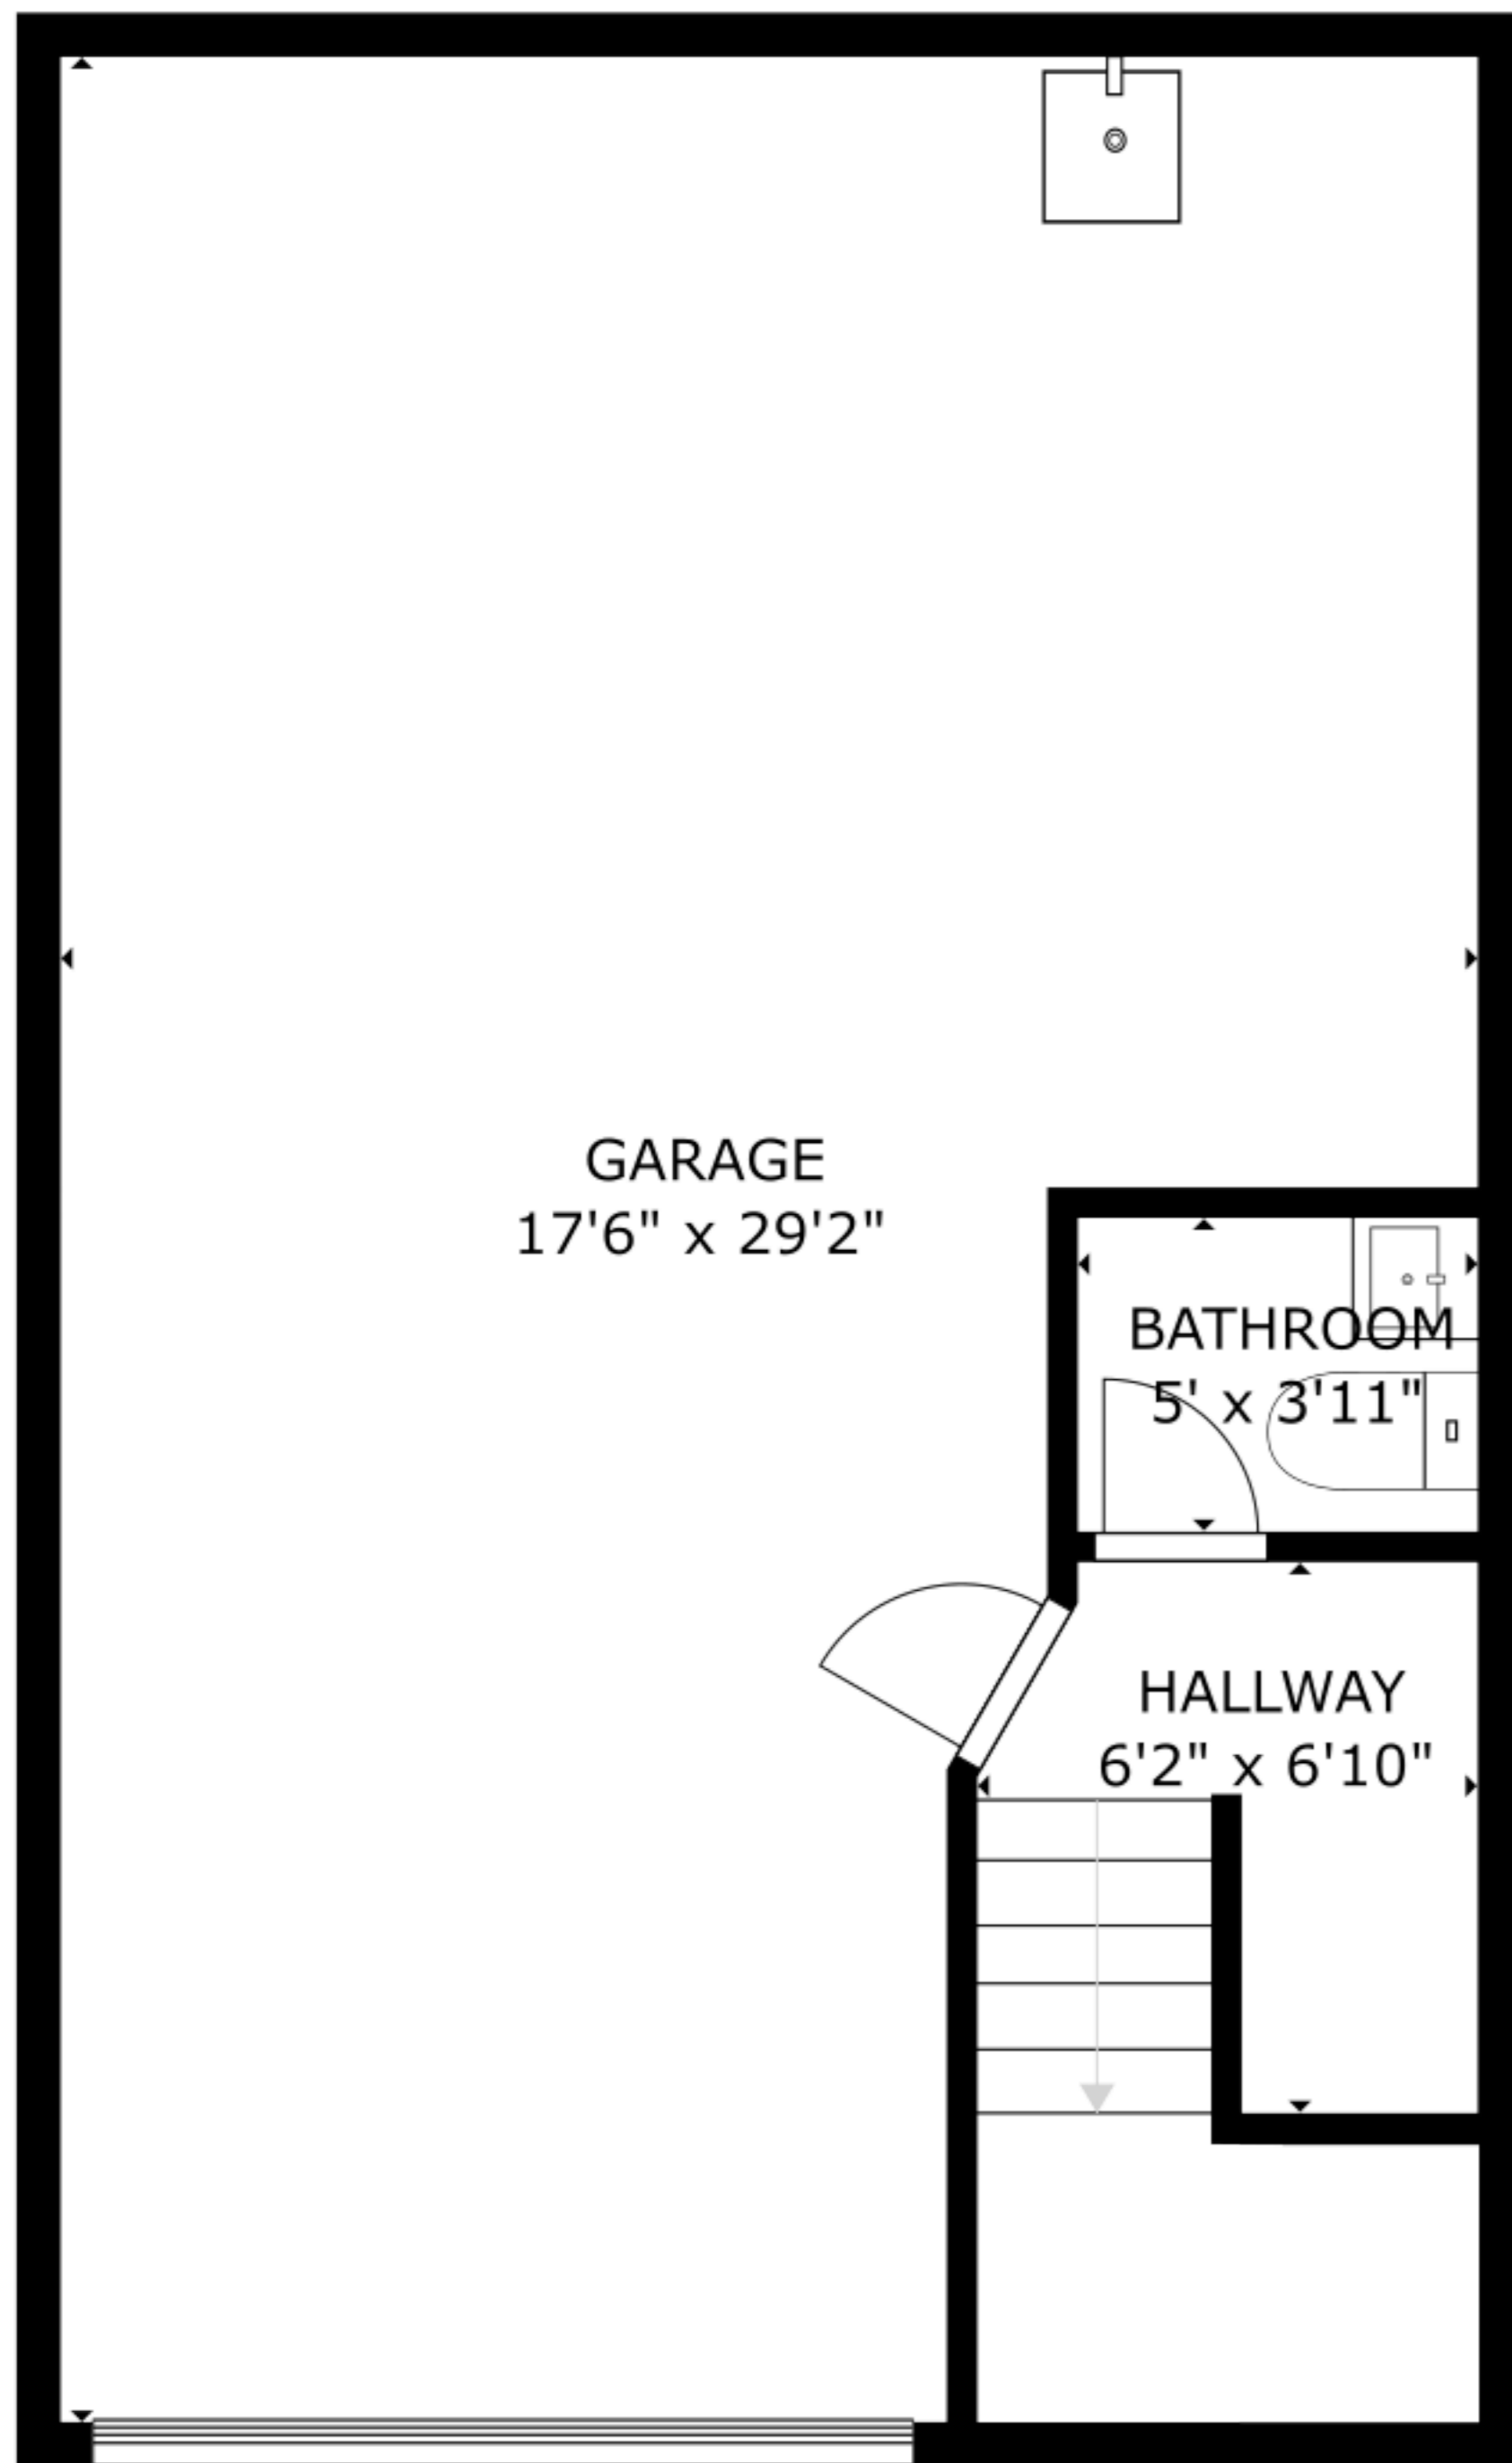 GARAGE
17'6" x 29'2"
BATHROOM
5' x 3'11"
HALLWAY
6'2" x 6'10"